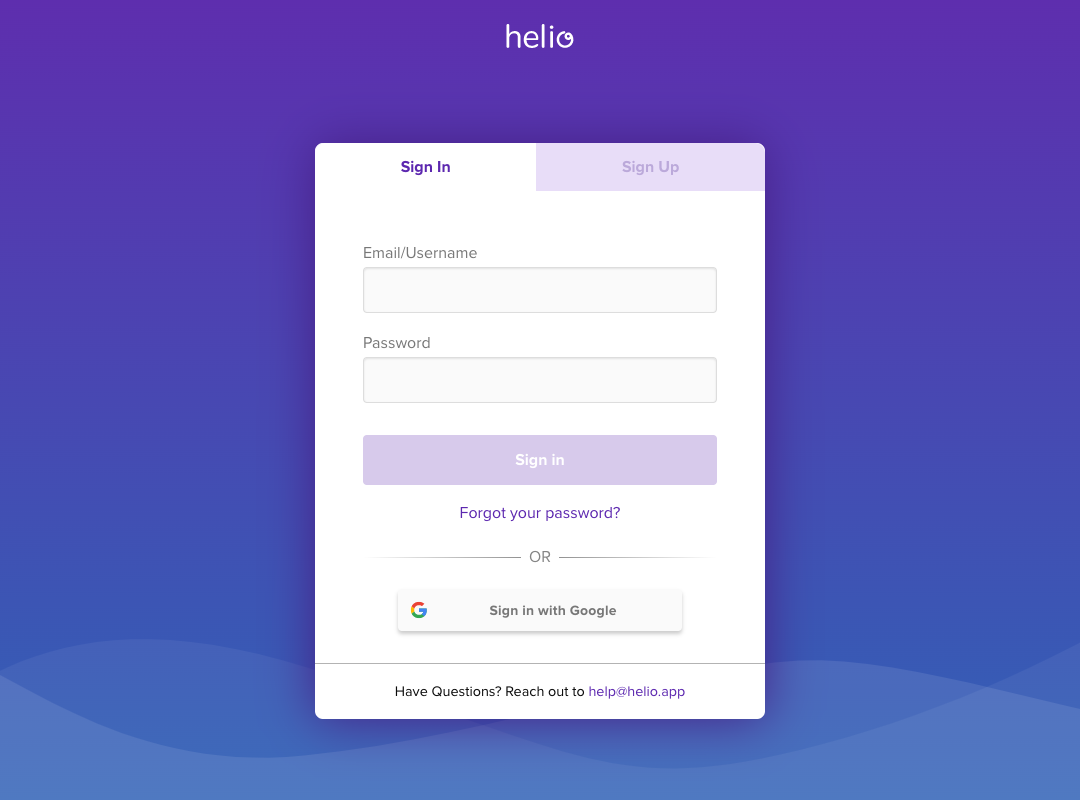 helio
Sign In
Sign Up
Email/Username
Password
Sign in
Forgot your password?
OR
Sign in with Google
Have Questions? Reach out to help@helio.app